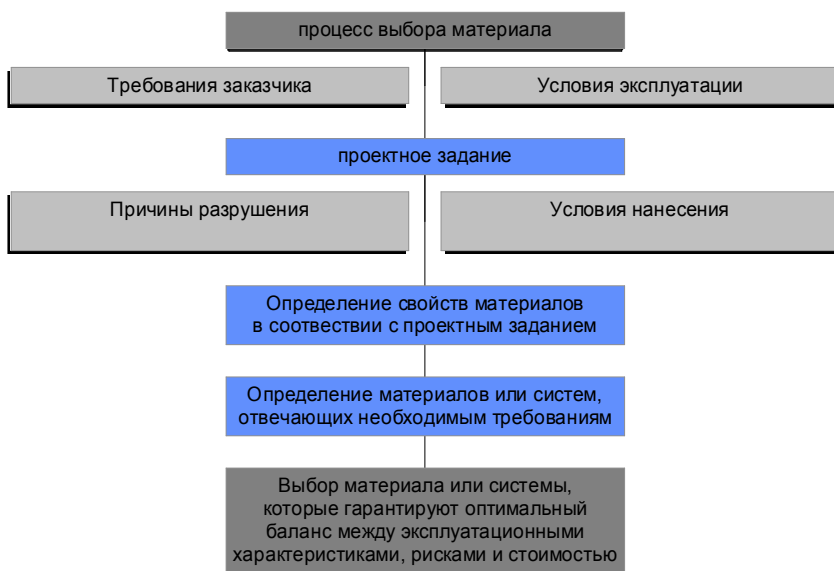 процесс выбора материала
Требования заказчика
Условия эксплуатации
проектное задание
Причины разрушения
Условия нанесения
Определение свойств материалов
в соотвествии с проектным заданием
Определение материалов или систем,
отвечающих необходимым требованиям
Выбор материала или системы,
которые гарантируют оптимальный
баланс между эксплуатационными
характеристиками, рисками и стоимостью